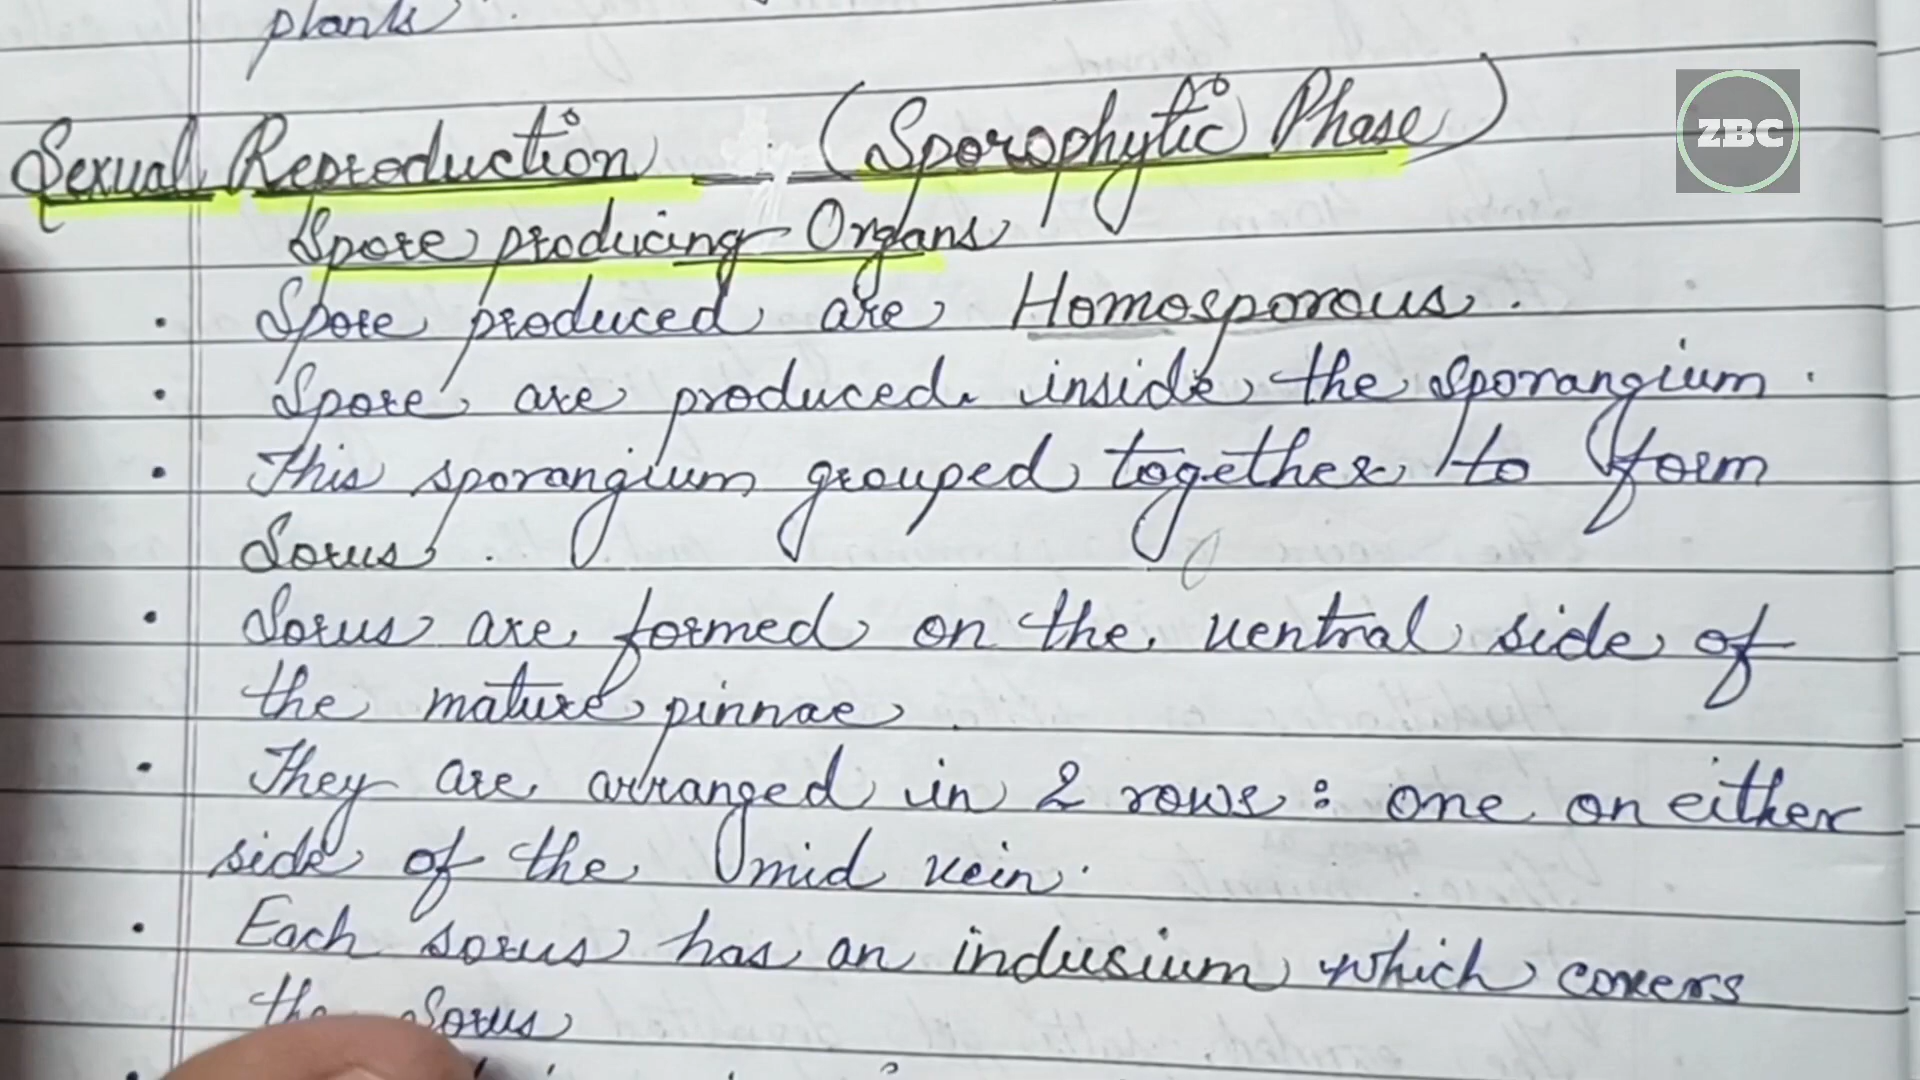 plants.
Sexual Reproduction - (Sporophytic Phase)
Spore producing Organs
ZBC
• Spore produced are Homosporous.
• Spore are produced inside the sporangium.
• This sporangium grouped together to form
Sorus.
• Sorus are formed on the ventral side of
the mature pinnae.
• They are arranged in 2 rows: one on either
side of the mid vein.
• Each sorus has an indusium which covers
the Sorus